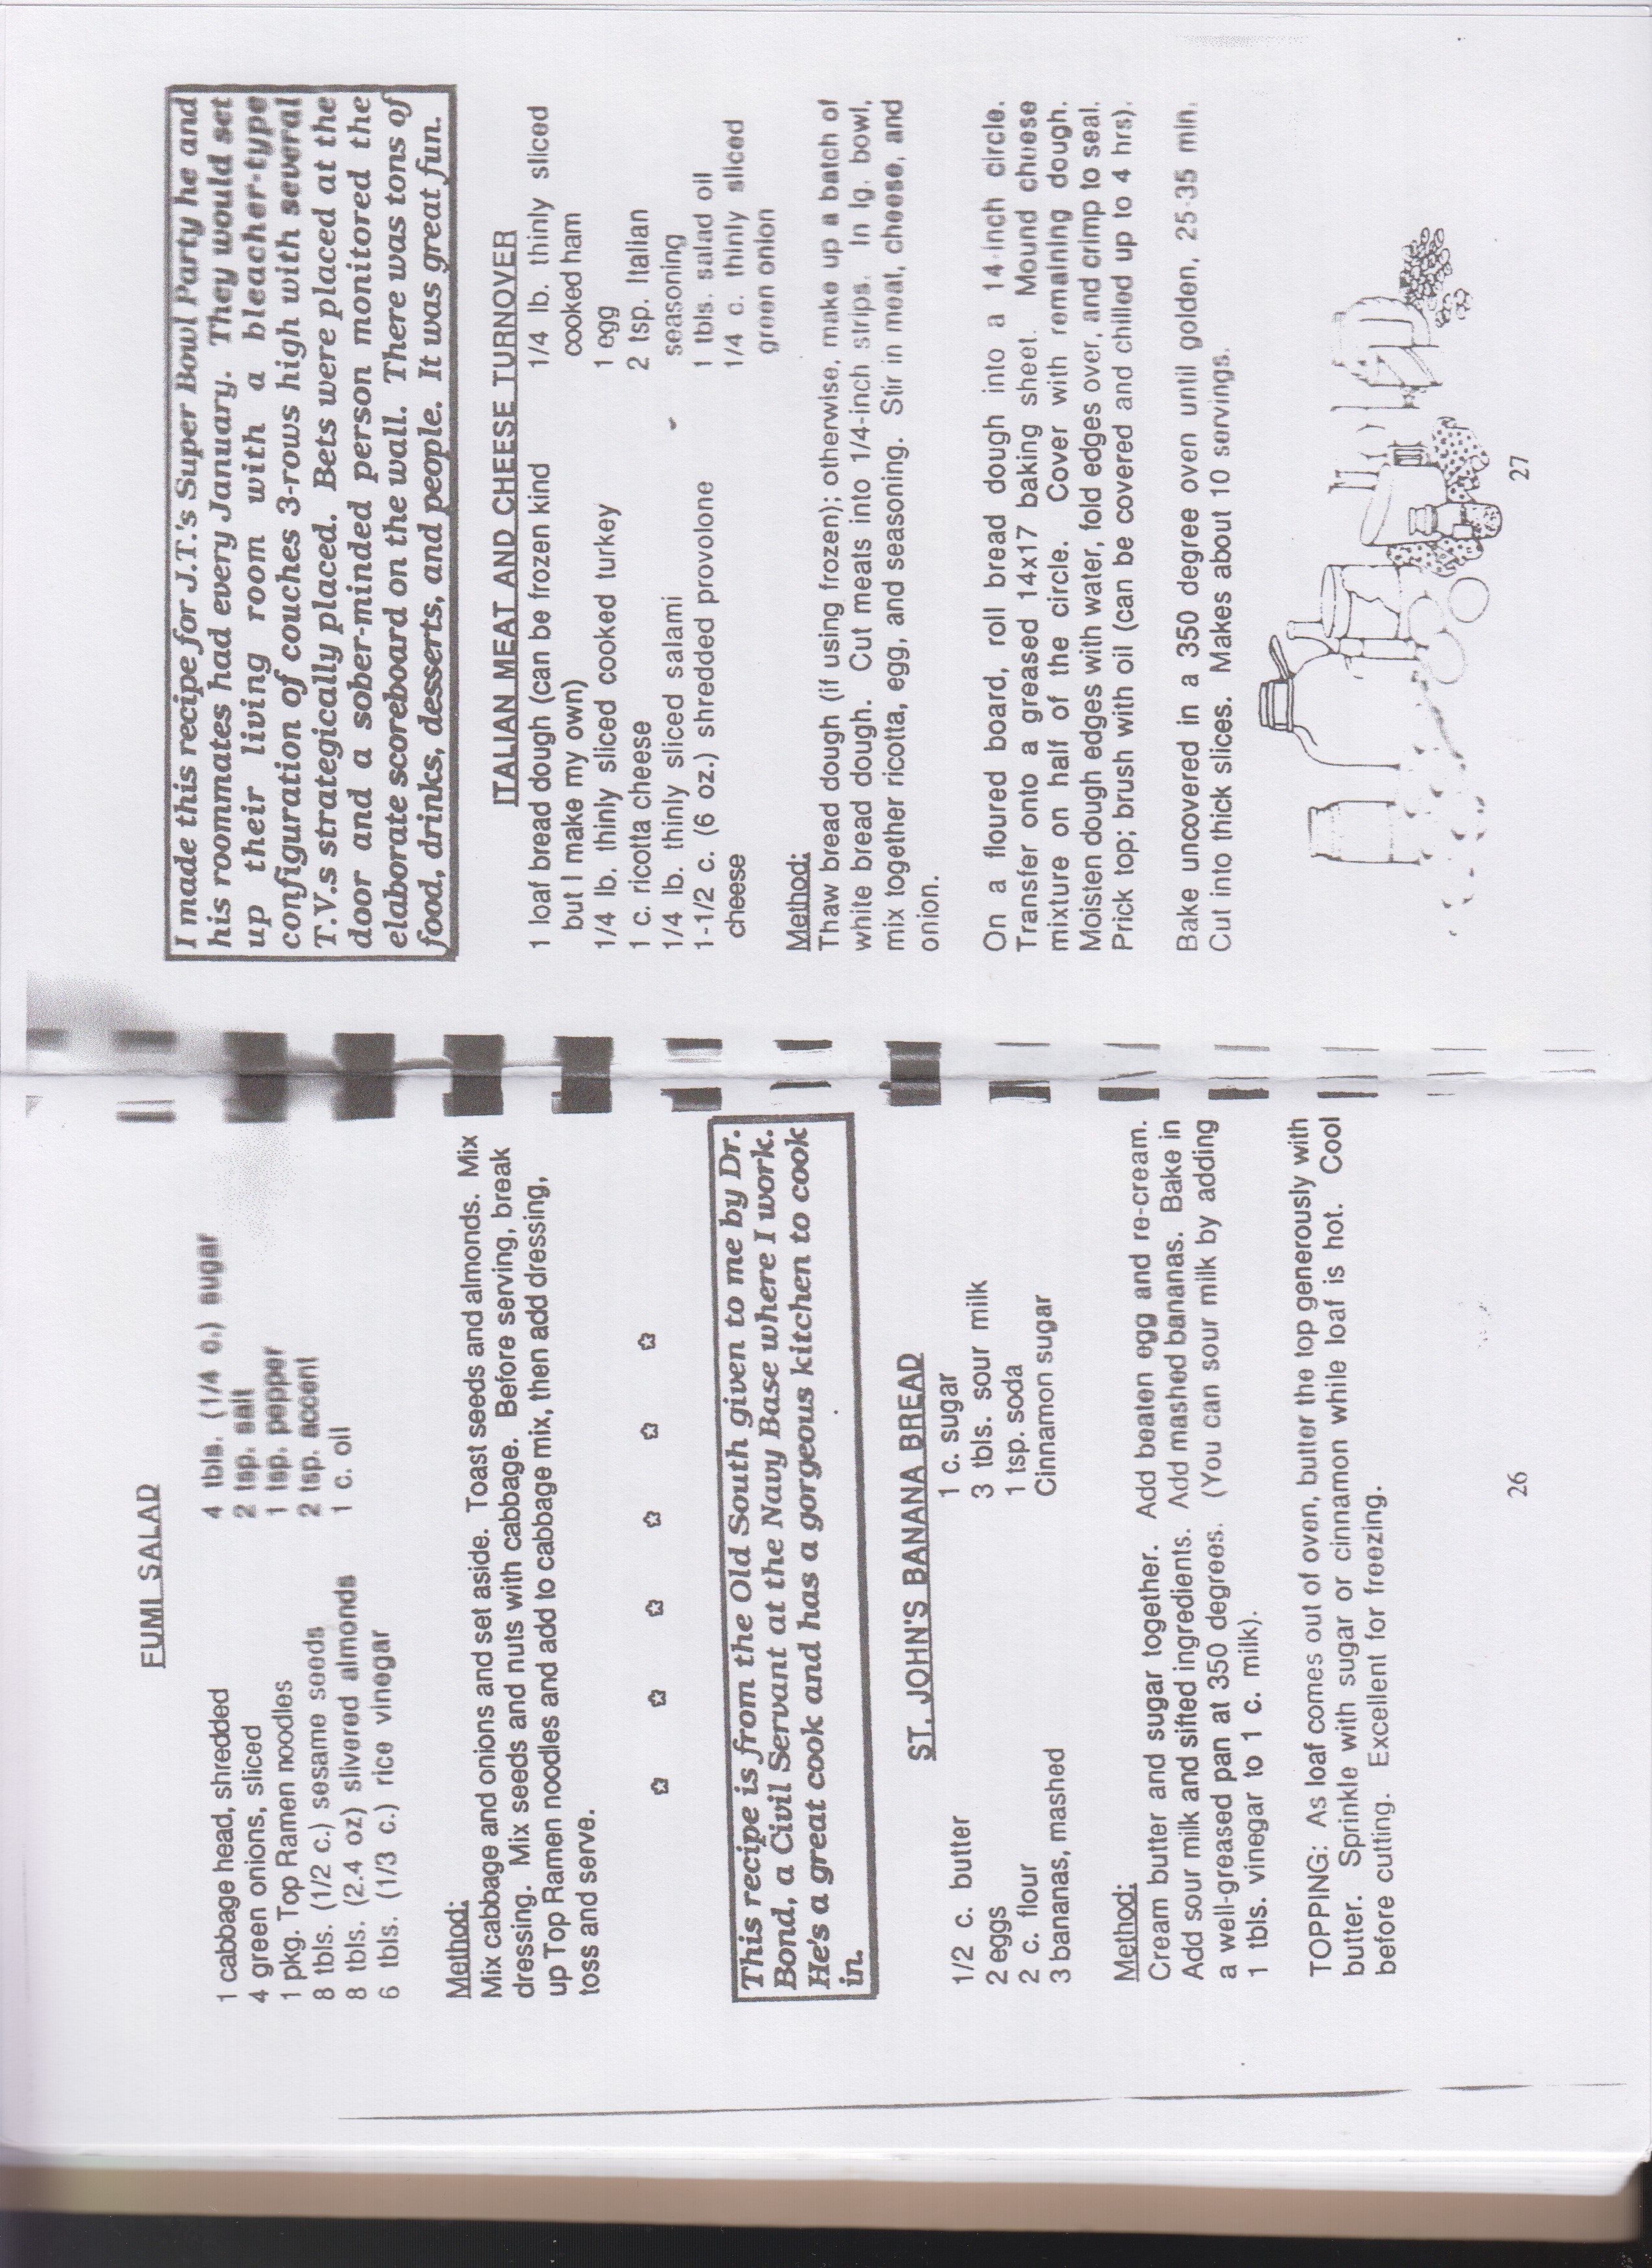 FUMI SALAD
1 cabbage head, shredded
4 green onions, sliced
1 pkg. Top Ramen noodles
8 tbls. (1/2 c.) sesame seeds
8 tbls. (2.4 oz) slivered almonds
6 tbls. (1/3 c.) rice vinegar
4 tbls. (1/4 c.) sugar
2 tsp. salt
1 tsp. pepper
2 tsp. accent
1 c. oil
Method:
Mix cabbage and onions and set aside. Toast seeds and almonds. Mix
dressing. Mix seeds and nuts with cabbage. Before serving, break
up Top Ramen noodles and add to cabbage mix, then add dressing,
toss and serve.
This recipe is from the Old South given to me by Dr.
Bond, a Civil Servant at the Navy Base where I work.
He's a great cook and has a gorgeous kitchen to cook
in.
ST. JOHN'S BANANA BREAD
1/2 c. butter
2 eggs
2 c. flour
3 bananas, mashed
1 c. sugar
3 tbls. sour milk
1 tsp. soda
Cinnamon sugar
Method:
Cream butter and sugar together. Add beaten egg and re-cream.
Add sour milk and sifted ingredients. Add mashed bananas. Bake in
a well-greased pan at 350 degrees. (You can sour milk by adding
1 tbls. vinegar to 1 c. milk).
TOPPING: As loaf comes out of oven, butter the top generously with
butter. Sprinkle with sugar or cinnamon while loaf is hot. Cool
before cutting. Excellent for freezing.
26
I made this recipe for J.T.'s Super Bowl Party he and
his roommates had every January. They would set
up their living room with a bleacher-type
configuration of couches 3-rows high with several
T.V.s strategically placed. Bets were placed at the
door and a sober-minded person monitored the
elaborate scoreboard on the wall. There was tons of
food, drinks, desserts, and people. It was great fun.
ITALIAN MEAT AND CHEESE TURNOVER
1 loaf bread dough (can be frozen kind
but I make my own)
1/4 lb. thinly sliced cooked turkey
1 c. ricotta cheese
1/4 lb. thinly sliced salami
1-1/2 c. (6 oz.) shredded provolone
cheese
1/4 lb. thinly sliced
cooked ham
1 egg
2 tsp. Italian
seasoning
1 tbls. salad oil
1/4 c. thinly sliced
green onion
Method:
Thaw bread dough (if using frozen); otherwise, make up a batch of
white bread dough. Cut meats into 1/4-inch strips. In lg. bowl,
mix together ricotta, egg, and seasoning. Stir in meat, cheese, and
onion.
On a floured board, roll bread dough into a 14-inch circle.
Transfer onto a greased 14x17 baking sheet. Mound cheese
mixture on half of the circle. Cover with remaining dough.
Moisten dough edges with water, fold edges over, and crimp to seal.
Prick top; brush with oil (can be covered and chilled up to 4 hrs).
Bake uncovered in a 350 degree oven until golden, 25-35 min.
Cut into thick slices. Makes about 10 servings.
27